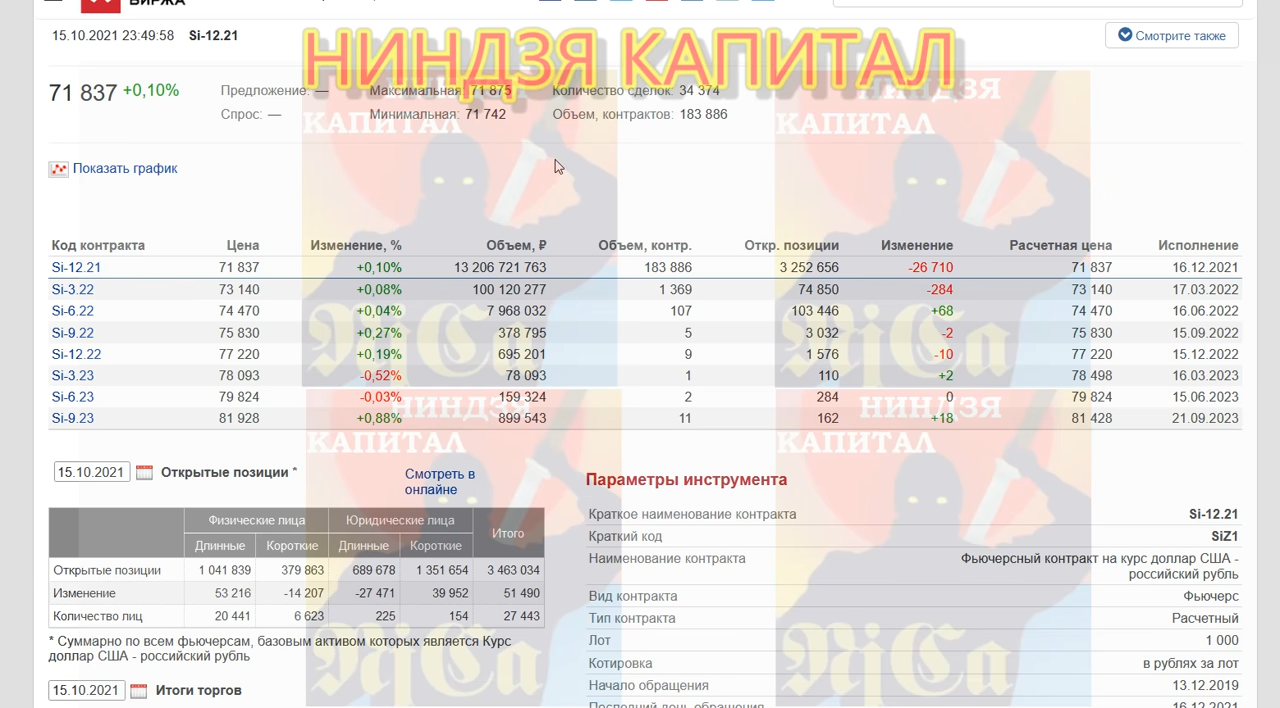 БИРЖА
15.10.2021 23:49:58 Si-12.21
НИНДЗЯ КАПИТАЛ
Смотрите также
71 837 +0,10%
Предложение: — Максимальная: 71 875 Количество сделок: 34 374
Спрос: — Минимальная: 71 742 Объем, контрактов: 183 886
НИНДЗЯ
КАПИТАЛ
НИНДЗЯ
КАПИТАЛ
Показать график
Код контракта Цена Изменение, % Объем, ₽ Объем, контр. Откр. позиции Изменение Расчетная цена Исполнение
Si-12.21 71 837 +0,10% 13 206 721 763 183 886 3 252 656 -26 710 71 837 16.12.2021
Si-3.22 73 140 +0,08% 100 120 277 1 369 74 850 -284 73 140 17.03.2022
Si-6.22 74 470 +0,04% 7 968 032 107 103 446 +68 74 470 16.06.2022
Si-9.22 75 830 +0,27% 378 795 5 3 032 -2 75 830 15.09.2022
Si-12.22 77 220 +0,19% 695 201 9 1 576 -10 77 220 15.12.2022
Si-3.23 78 093 -0,52% 78 093 1 110 +2 78 498 16.03.2023
Si-6.23 79 824 -0,03% 159 324 2 284 0 79 824 15.06.2023
Si-9.23 81 928 +0,88% 899 543 11 162 +18 81 428 21.09.2023
NjCa
NjCa
НИНДЗЯ
КАПИТАЛ
НИНДЗЯ
КАПИТАЛ
15.10.2021 Открытые позиции * Смотреть в
онлайне
Физические лица Юридические лица Итого
Длинные Короткие Длинные Короткие
Открытые позиции 1 041 839 379 863 689 678 1 351 654 3 463 034
Изменение 53 216 -14 207 -27 471 39 952 51 490
Количество лиц 20 441 6 623 225 154 27 443
* Суммарно по всем фьючерсам, базовым активом которых является Курс
доллар США - российский рубль
15.10.2021 Итоги торгов
Параметры инструмента
Краткое наименование контракта Si-12.21
Краткий код SiZ1
Наименование контракта Фьючерсный контракт на курс доллар США -
российский рубль
Вид контракта Фьючерс
Тип контракта Расчетный
Лот 1 000
Котировка в рублях за лот
Начало обращения 13.12.2019
Последний день обращения 16.12.2021
NjCa
NjCa